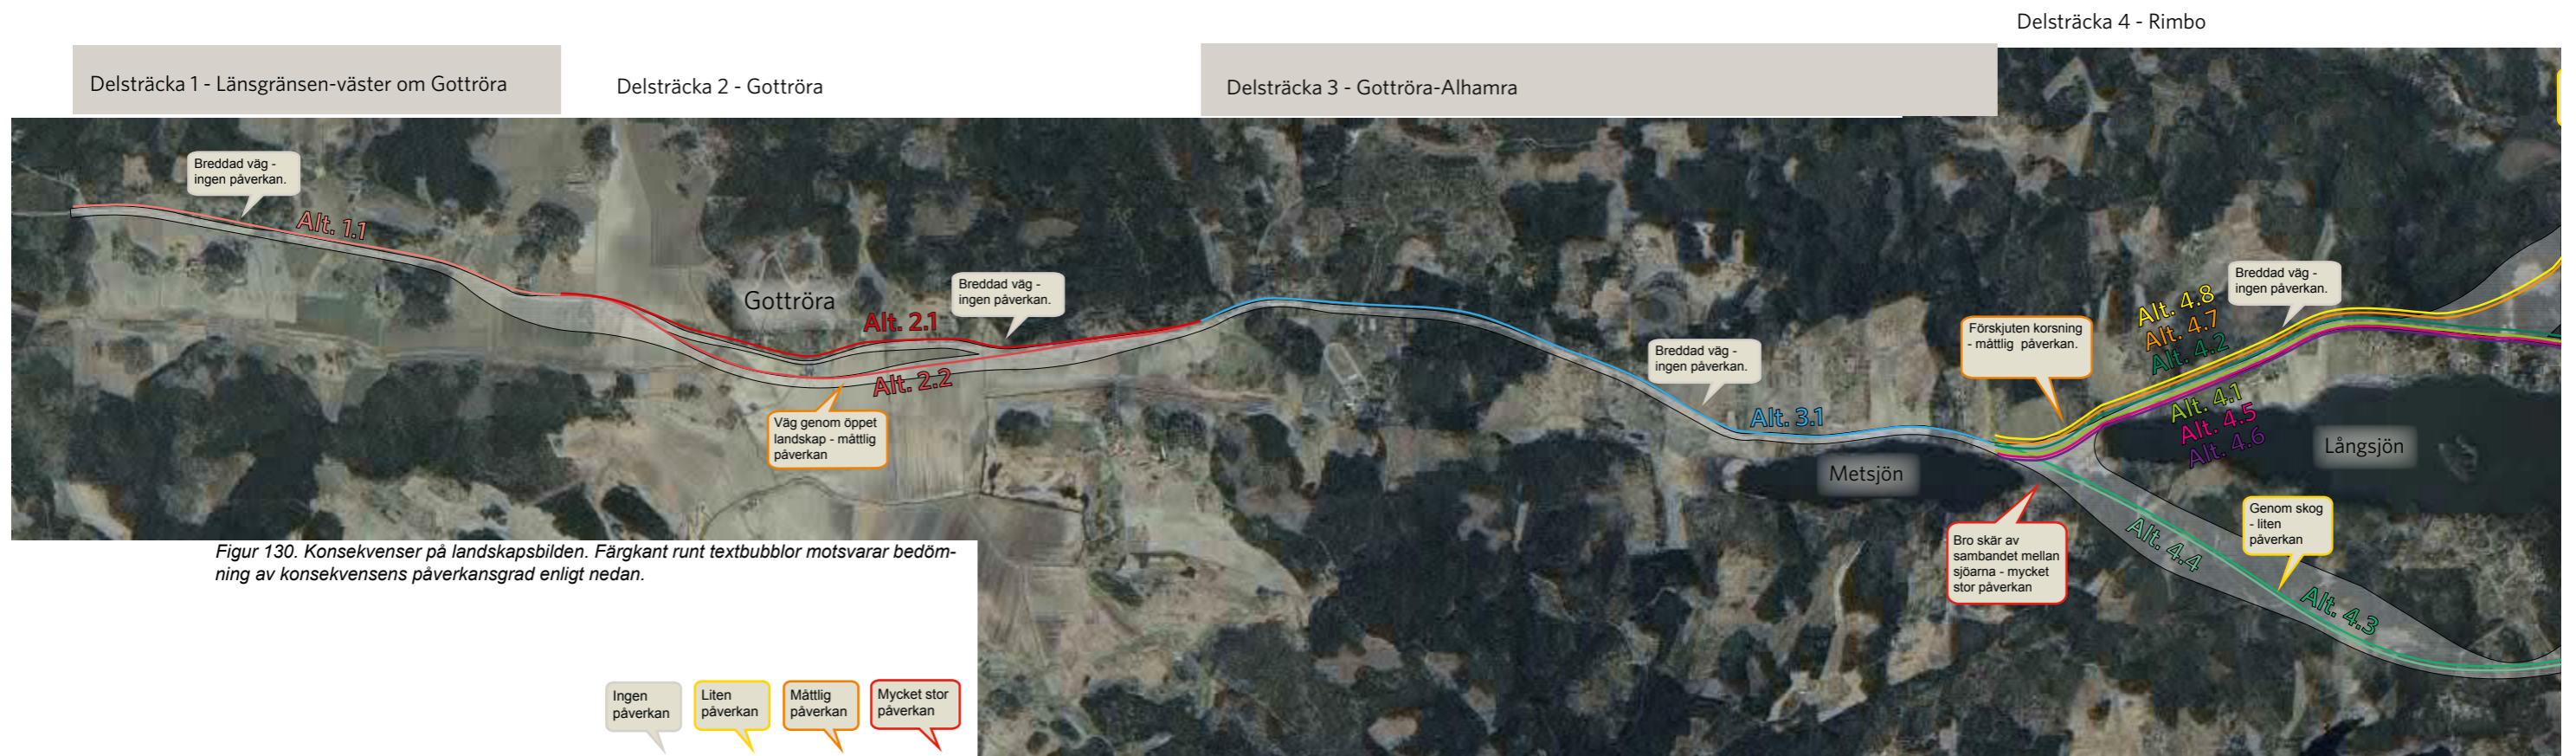 Delsträcka 4 - Rimbo
Delsträcka 1 - Länsgränsen-väster om Gottröra
Delsträcka 2 - Gottröra
Delsträcka 3 - Gottröra-Alhamra
Breddad väg -
ingen påverkan.
Alt. 1.1
Gottröra
Alt. 2.1
Breddad väg -
ingen påverkan.
Alt. 2.2
Väg genom öppet
landskap - måttlig
påverkan
Breddad väg -
ingen påverkan.
Alt. 3.1
Metsjön
Förskjuten korsning
- måttlig påverkan.
Alt. 4.8
Alt. 4.7
Alt. 4.2
Breddad väg -
ingen påverkan.
Alt. 4.1
Alt. 4.5
Alt. 4.6
Långsjön
Bro skär av
sambandet mellan
sjöarna - mycket
stor påverkan
Alt. 4.4
Genom skog
- liten
påverkan
Alt. 4.3
Figur 130. Konsekvenser på landskapsbilden. Färgkant runt textbubblor motsvarar bedöm-
ning av konsekvensens påverkansgrad enligt nedan.
Ingen
påverkan
Liten
påverkan
Måttlig
påverkan
Mycket stor
påverkan